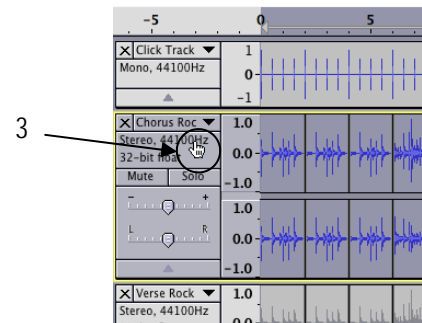 -5 0 5
X Click Track ▼ 1
Mono, 44100Hz
0-
-1
X Chorus Roc ▼ 1.0
Stereo, 44100Hz
3
32-bit float 0.0-
Mute Solo
-1.0
- + 1.0
L R
0.0-
-1.0
X Verse Rock ▼ 1.0
Stereo, 44100Hz
0.0